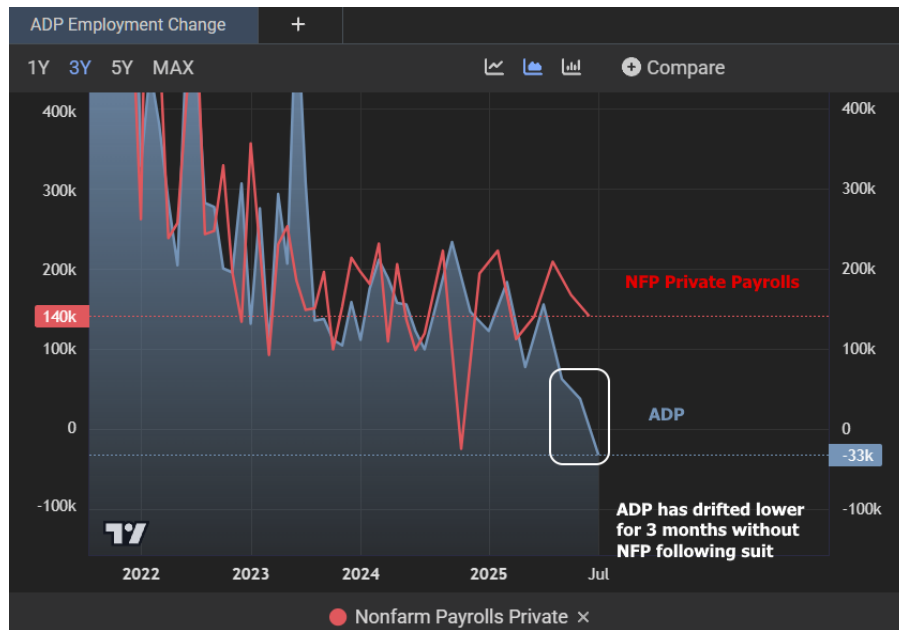 ADP Employment Change +
1Y 3Y 5Y MAX Compare
400k 400k
300k 300k
200k 200k
NFP Private Payrolls
140k
100k 100k
ADP
0 0
-33k
-100k -100k
ADP has drifted lower
for 3 months without
NFP following suit
2022 2023 2024 2025 Jul
Nonfarm Payrolls Private ×